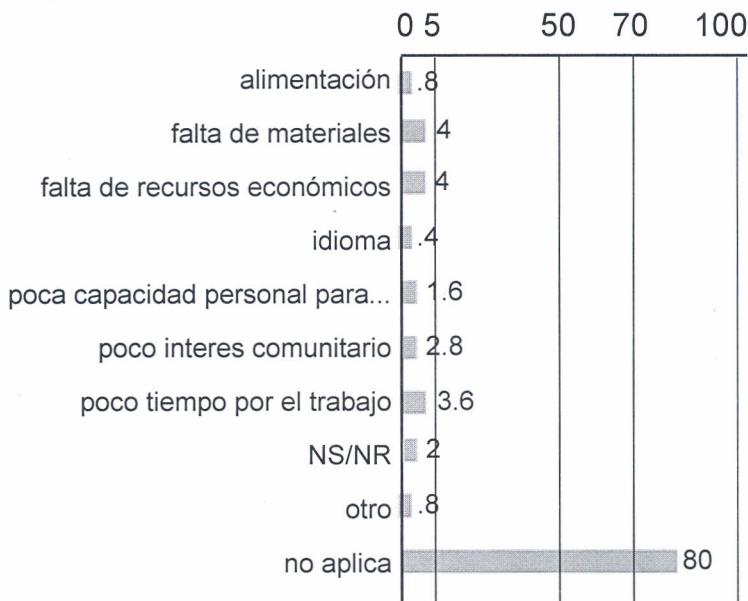 0 5 50 70 100
alimentación .8
falta de materiales 4
falta de recursos económicos 4
idioma .4
poca capacidad personal para... 1.6
poco interes comunitario 2.8
poco tiempo por el trabajo 3.6
NS/NR 2
otro .8
no aplica 80